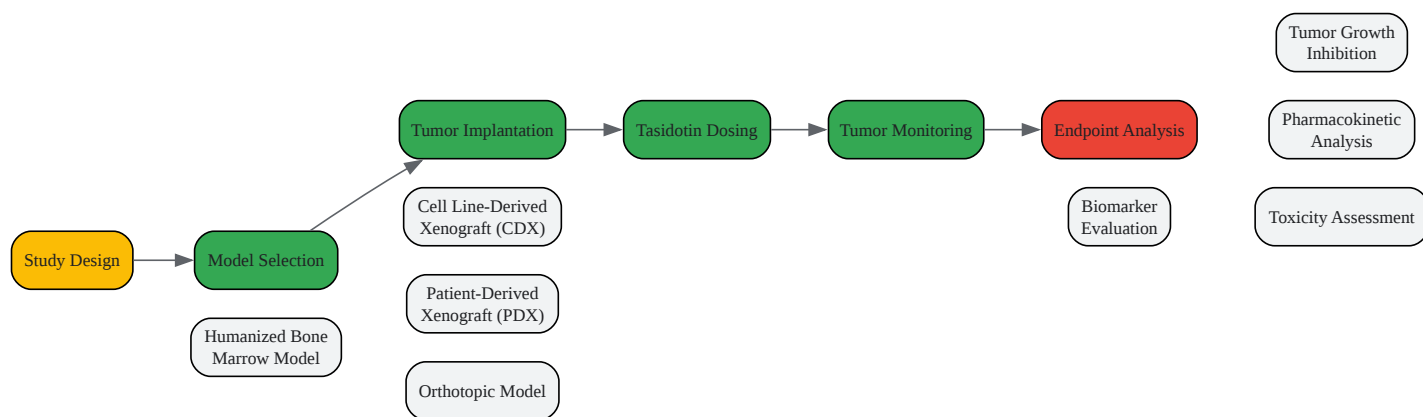 Study Design
Model Selection
Humanized Bone
Marrow Model
Tumor Implantation
Cell Line-Derived
Xenograft (CDX)
Patient-Derived
Xenograft (PDX)
Orthotopic Model
Tasidotin Dosing
Tumor Monitoring
Endpoint Analysis
Biomarker
Evaluation
Tumor Growth
Inhibition
Pharmacokinetic
Analysis
Toxicity Assessment